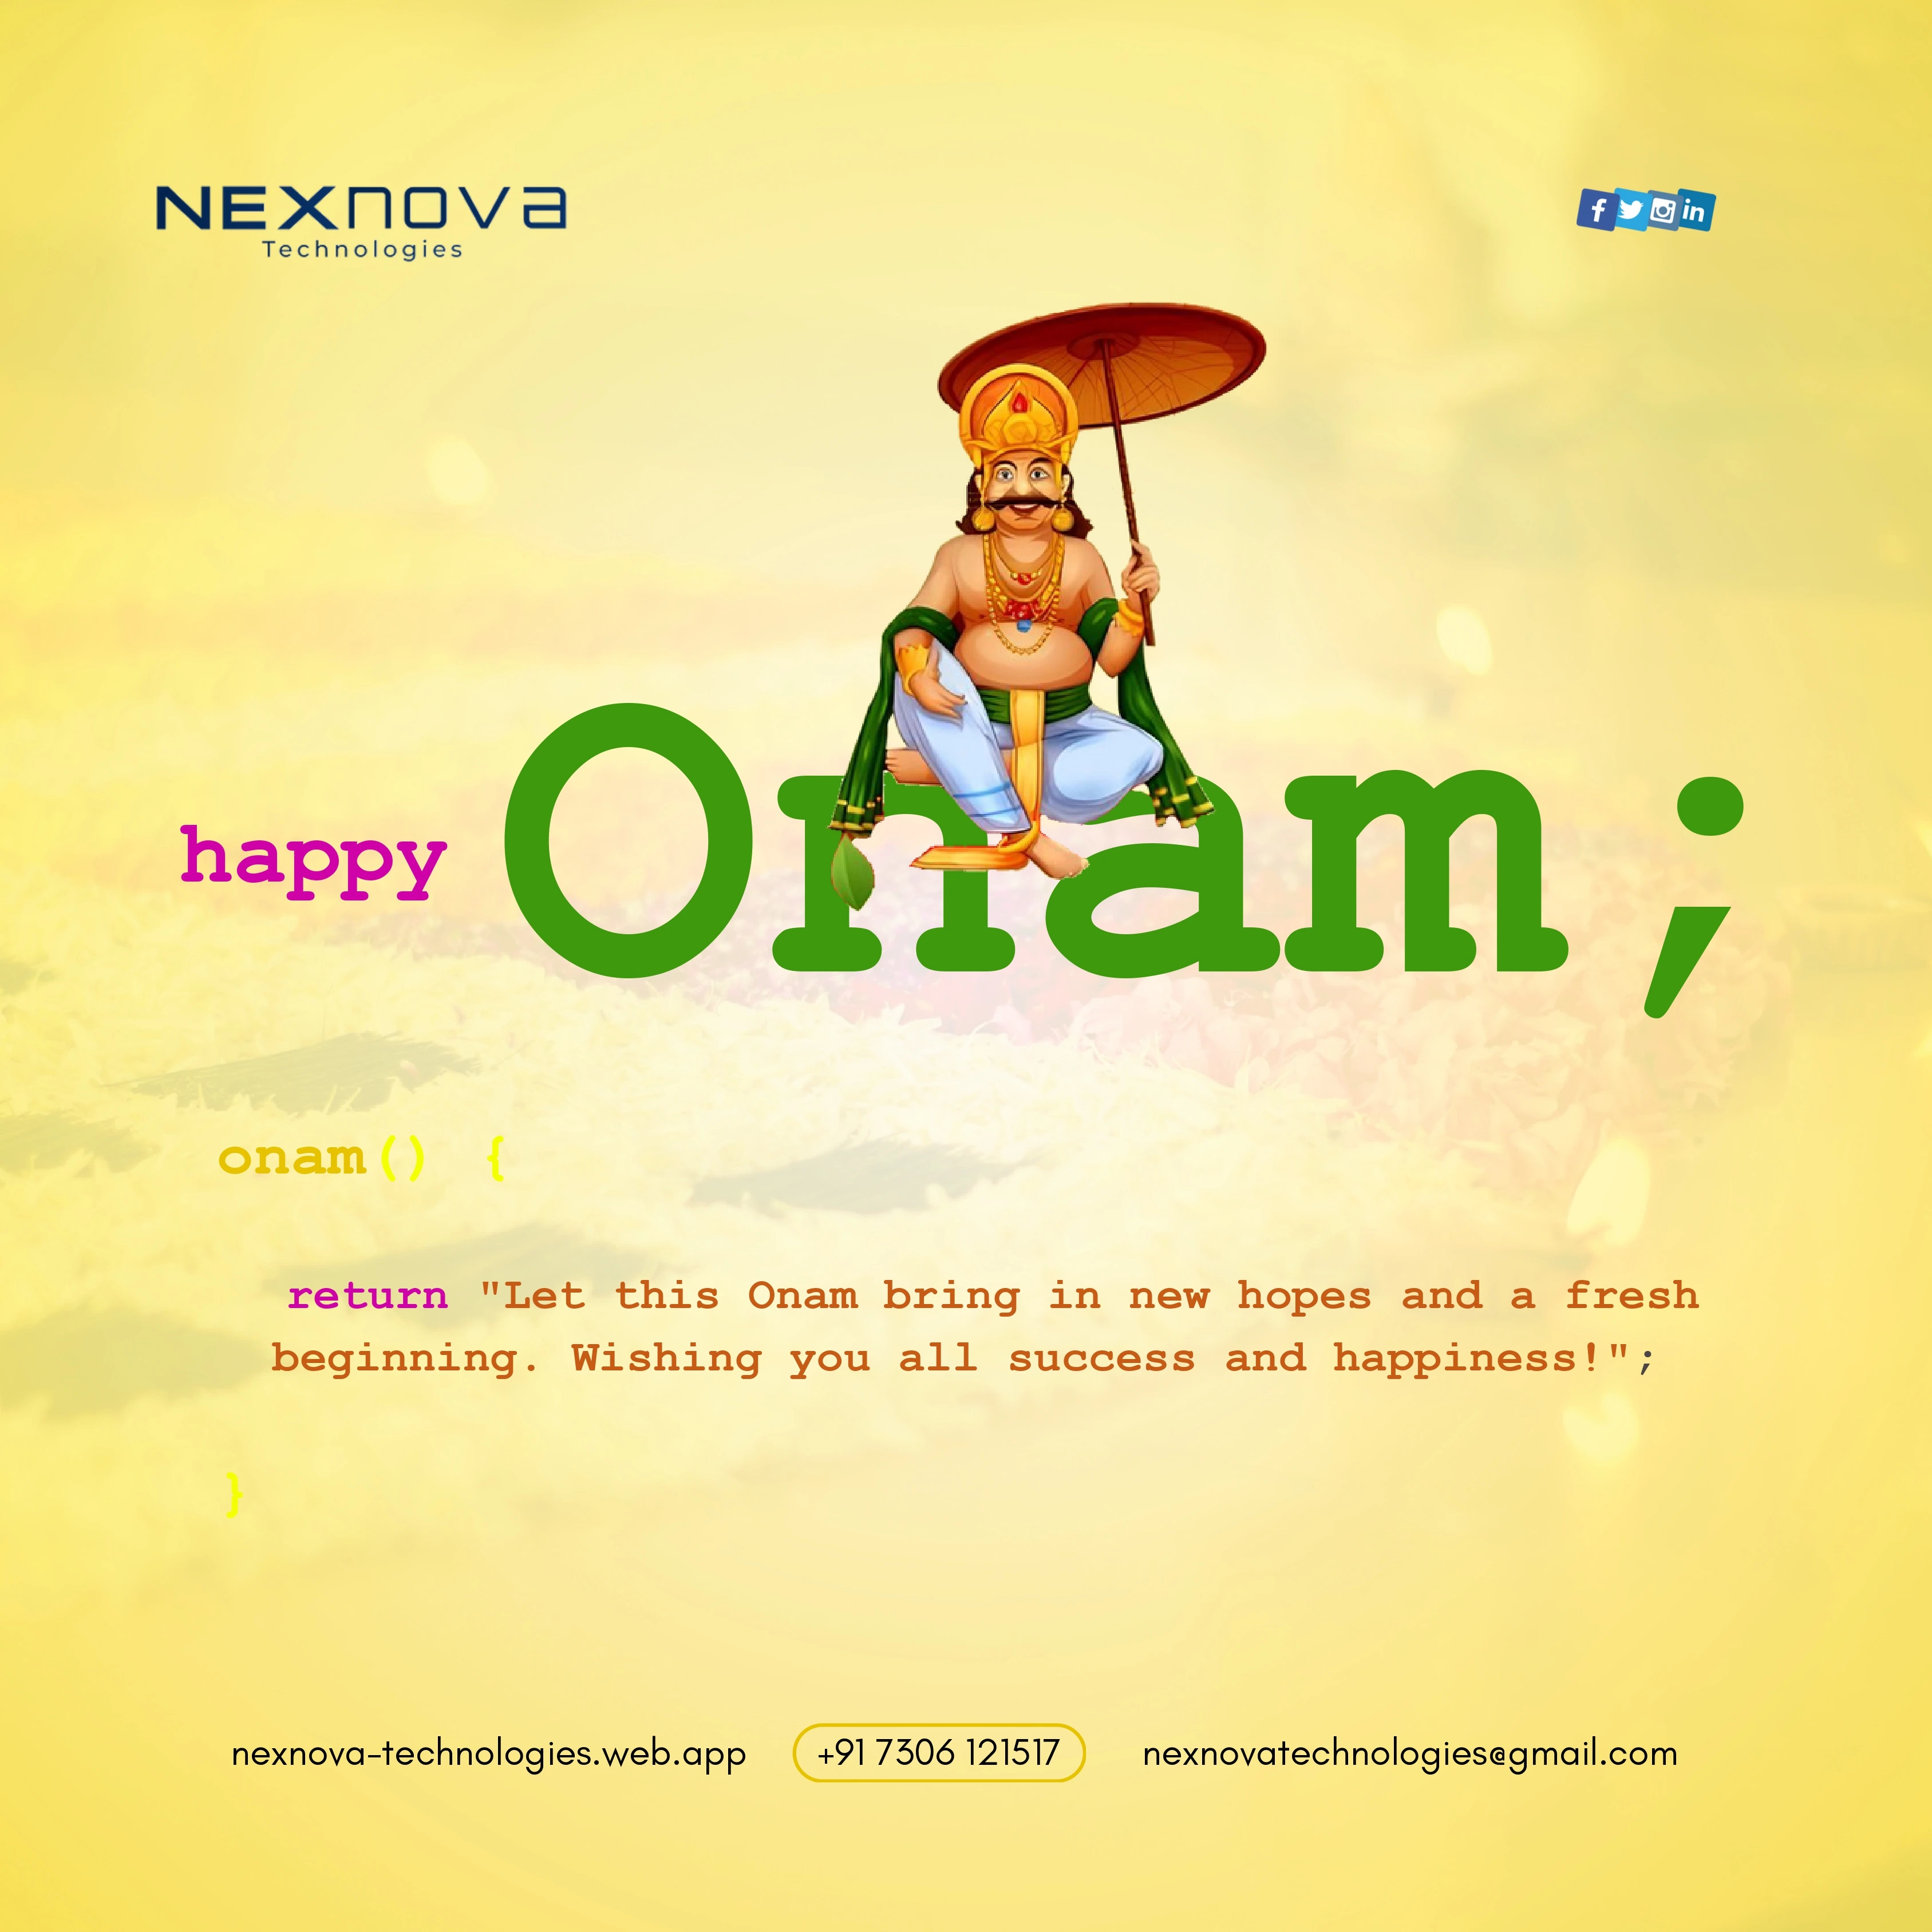 NEXnova
Technologies
happy Onam;
onam() {
return "Let this Onam bring in new hopes and a fresh
beginning. Wishing you all success and happiness!";
}
nexnova-technologies.web.app +91 7306 121517 nexnovatechnologies@gmail.com